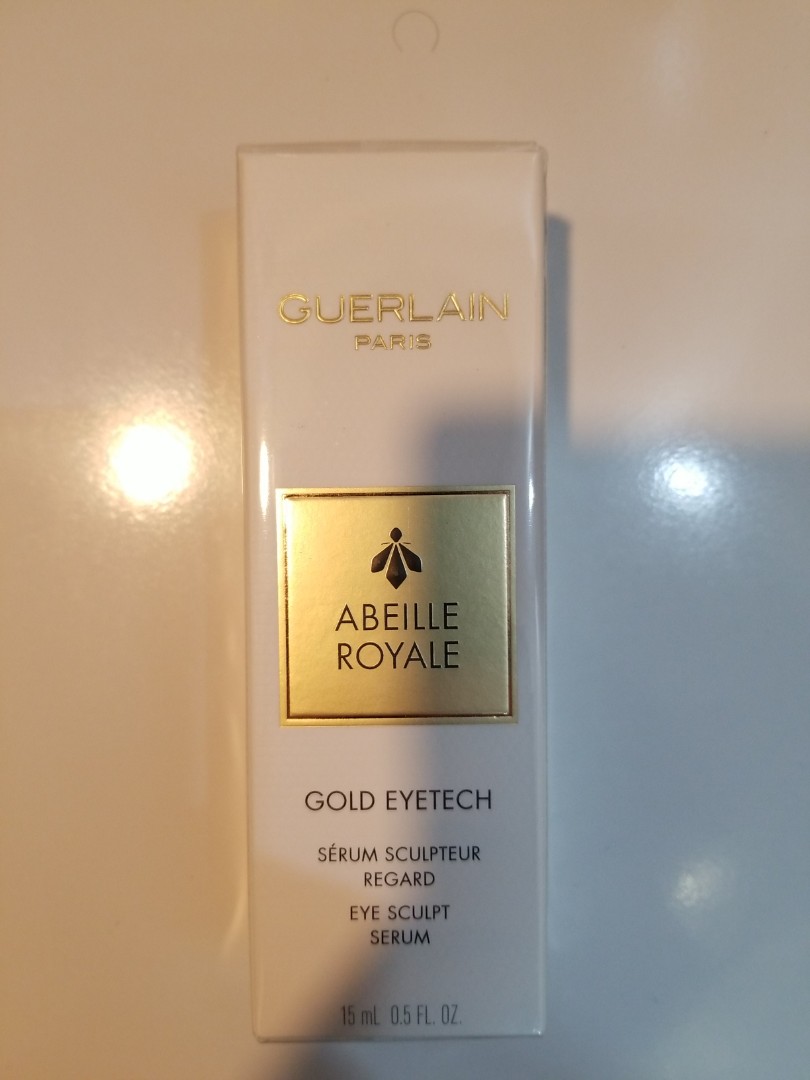 GUERLAIN
PARIS
ABEILLE
ROYALE
GOLD EYETECH
SÉRUM SCULPTEUR
REGARD
EYE SCULPT
SERUM
15 mL 0.5 FL. OZ.